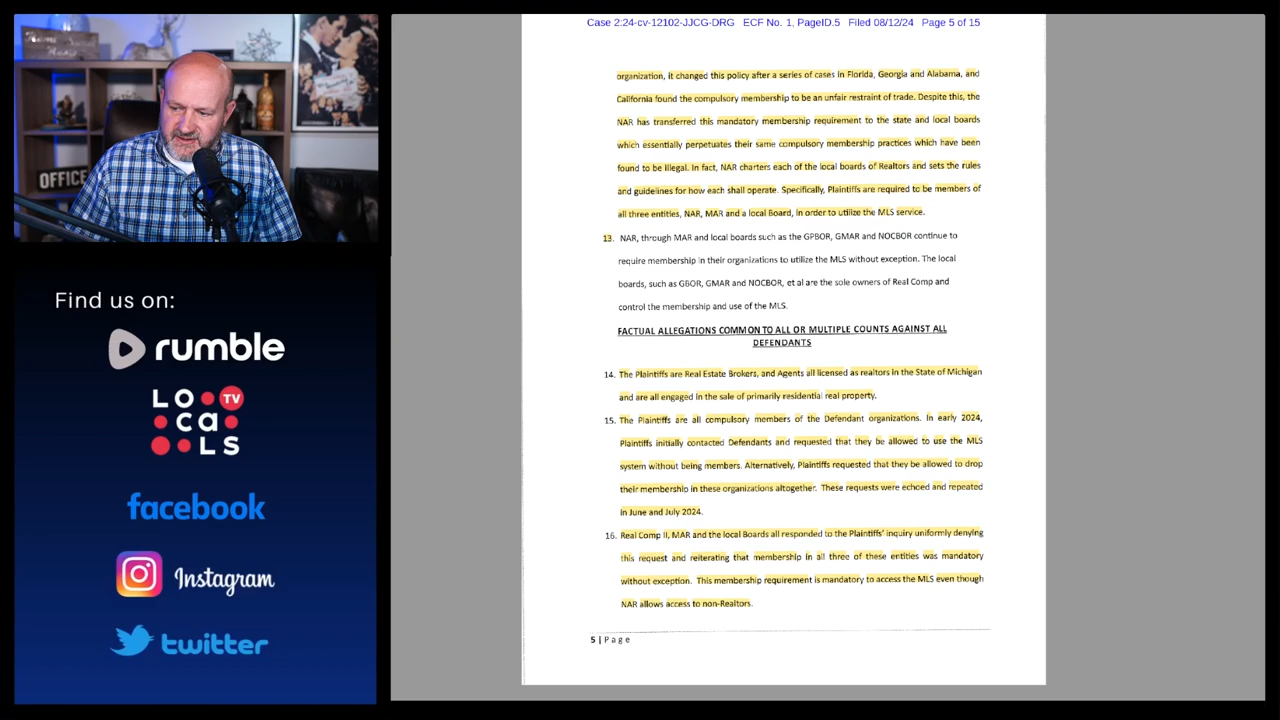 OFFICE
Find us on:
rumble
LOCALS TV
facebook
Instagram
twitter
Case 2:24-cv-12102-JJCG-DRG ECF No. 1, PageID.5 Filed 08/12/24 Page 5 of 15
organization, it changed this policy after a series of cases in Florida, Georgia and Alabama, and
California found the compulsory membership to be an unfair restraint of trade. Despite this, the
NAR has transferred this mandatory membership requirement to the state and local boards
which essentially perpetuates their same compulsory membership practices which have been
found to be illegal. In fact, NAR charters each of the local boards of Realtors and sets the rules
and guidelines for how each shall operate. Specifically, Plaintiffs are required to be members of
all three entities, NAR, MAR and a local Board, in order to utilize the MLS service.
13. NAR, through MAR and local boards such as the GPBOR, GMAR and NOCBOR continue to
require membership in their organizations to utilize the MLS without exception. The local
boards, such as GBOR, GMAR and NOCBOR, et al are the sole owners of Real Comp and
control the membership and use of the MLS.
FACTUAL ALLEGATIONS COMMON TO ALL OR MULTIPLE COUNTS AGAINST ALL
DEFENDANTS
14. The Plaintiffs are Real Estate Brokers, and Agents all licensed as realtors in the State of Michigan
and are all engaged in the sale of primarily residential real property.
15. The Plaintiffs are all compulsory members of the Defendant organizations. In early 2024,
Plaintiffs initially contacted Defendants and requested that they be allowed to use the MLS
system without being members. Alternatively, Plaintiffs requested that they be allowed to drop
their membership in these organizations altogether. These requests were echoed and repeated
in June and July 2024.
16. Real Comp II, MAR and the local Boards all responded to the Plaintiffs' inquiry uniformly denying
this request and reiterating that membership in all three of these entities was mandatory
without exception. This membership requirement is mandatory to access the MLS even though
NAR allows access to non-Realtors.
5 | Page